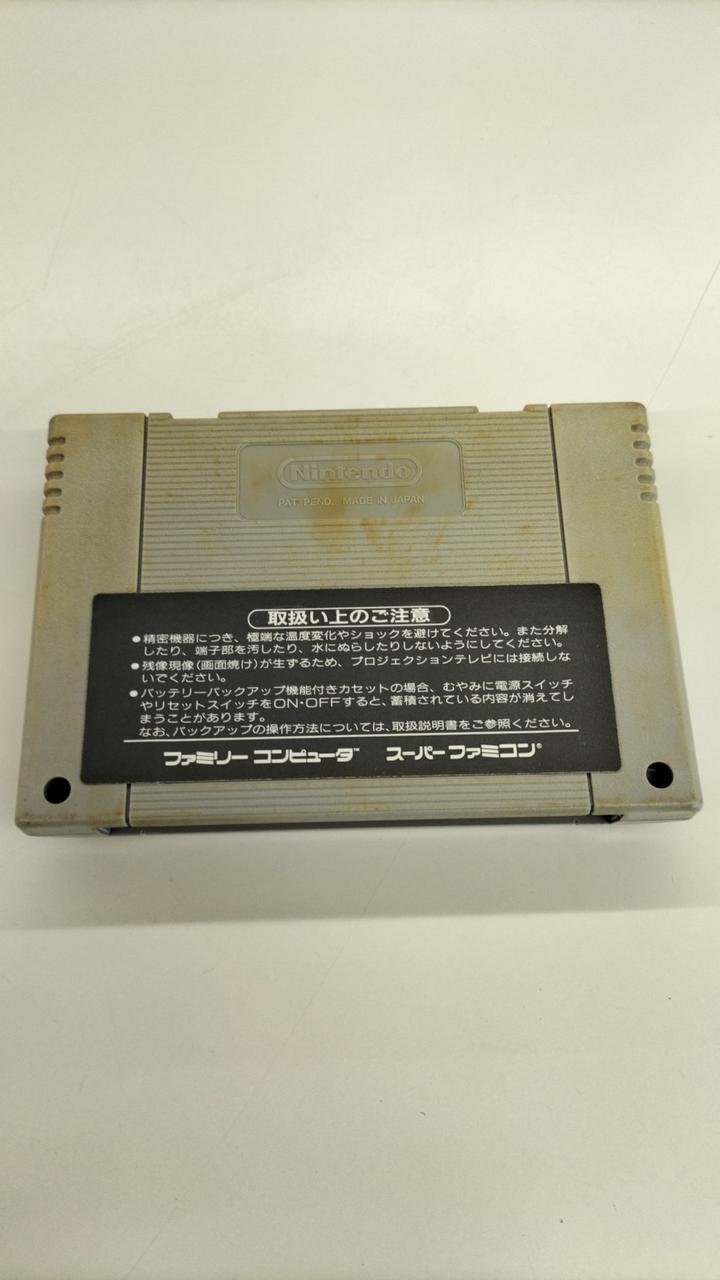 Nintendo
PAT. PEND. MADE IN JAPAN
取扱い上のご注意
●精密機器につき、極端な温度変化やショックを避けてください。また分解
したり、端子部を汚したり、水にぬらしたりしないようにしてください。
●残像現像(画面焼け)が生ずるため、プロジェクションテレビには接続しな
いでください。
●バッテリーバックアップ機能付きカセットの場合、むやみに電源スイッチ
やリセットスイッチをON・OFFすると、蓄積されている内容が消えてし
まうことがあります。
なお、バックアップの操作方法については、取扱説明書をご参照ください。
ファミリー コンピュータ™ スーパー ファミコン®